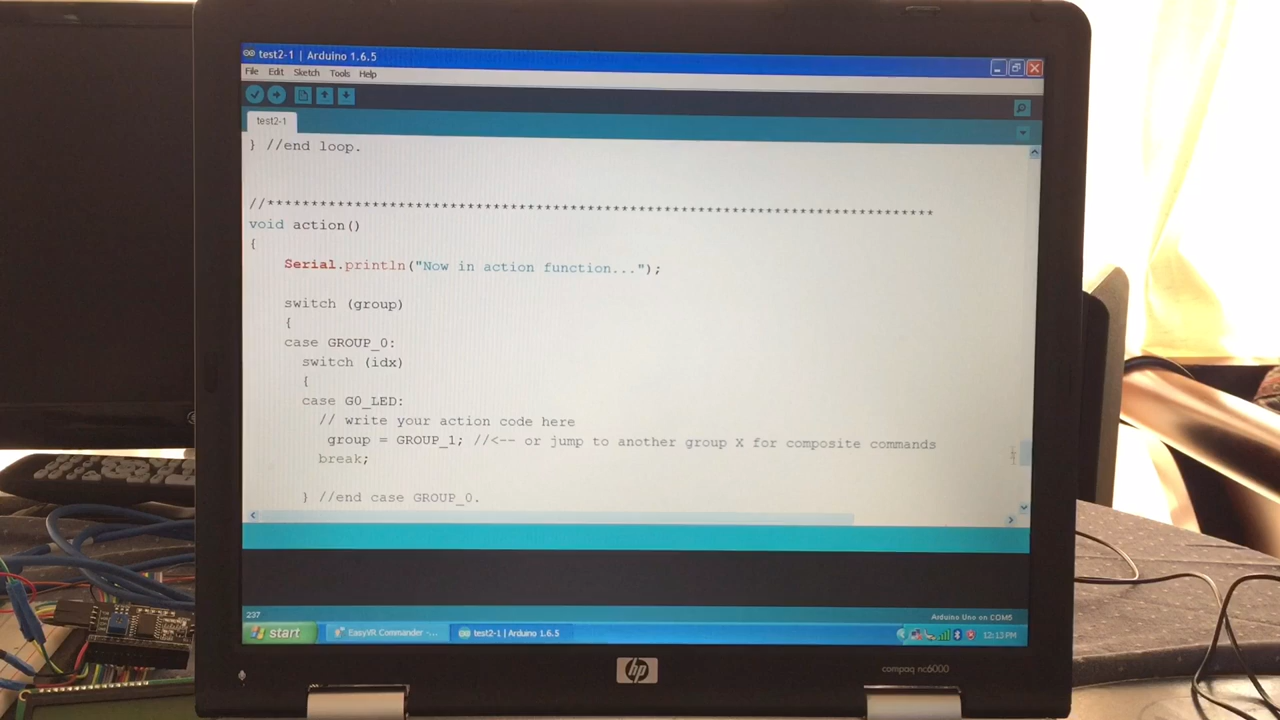 test2-1 | Arduino 1.6.5
File Edit Sketch Tools Help
test2-1
} //end loop.
//*****************************************************************************
void action()
{
Serial.println("Now in action function...");
switch (group)
{
case GROUP_0:
switch (idx)
{
case G0_LED:
// write your action code here
group = GROUP_1; //<-- or jump to another group X for composite commands
break;
} //end case GROUP_0.
237
Arduino Uno on COM5
start
EasyVR Commander -...
test2-1 | Arduino 1.6.5
12:13 PM
hp
compaq nc6000